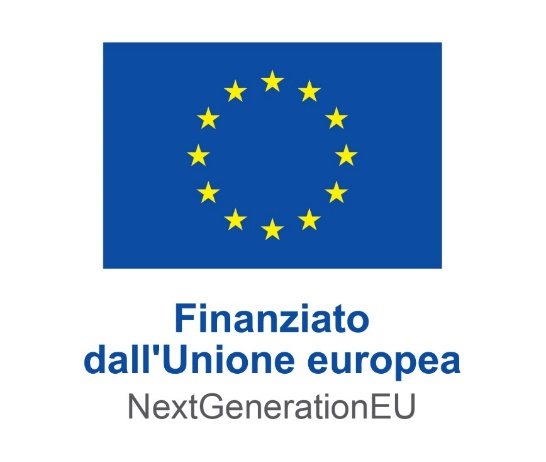 Finanziato
dall'Unione europea
NextGenerationEU